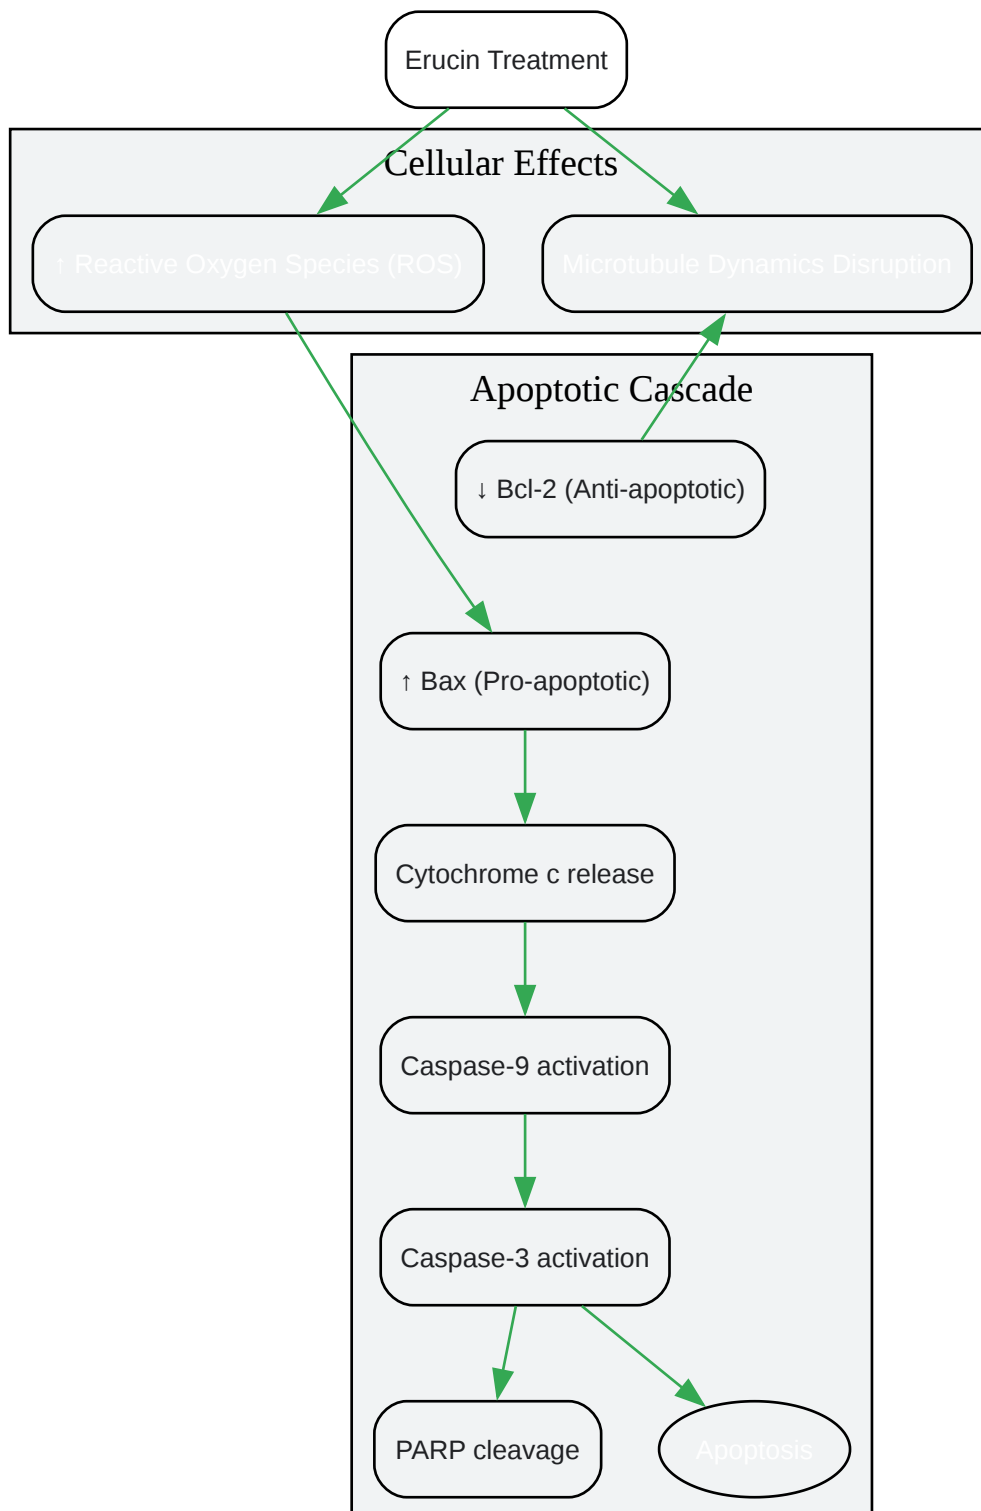 Erucin Treatment
Cellular Effects
↑ Reactive Oxygen Species (ROS)
Microtubule Dynamics Disruption
Apoptotic Cascade
↓ Bcl-2 (Anti-apoptotic)
↑ Bax (Pro-apoptotic)
Cytochrome c release
Caspase-9 activation
Caspase-3 activation
PARP cleavage
Apoptosis